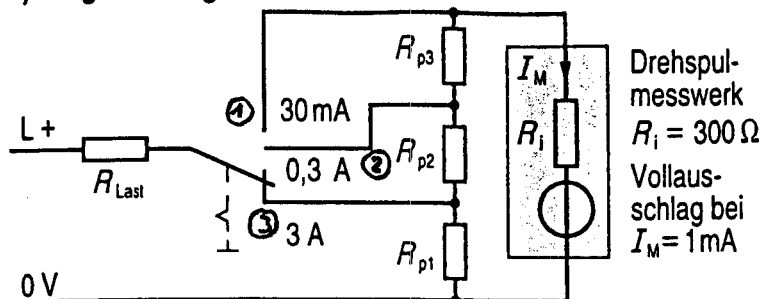 R_p3
I_M
Drehspul-
messwerk
① 30 mA
R_i
R_i = 300 Ω
L +
R_p2
Vollaus-
R_Last
0,3 A ②
schlag bei
③ 3 A
R_p1
I_M = 1 mA
0 V